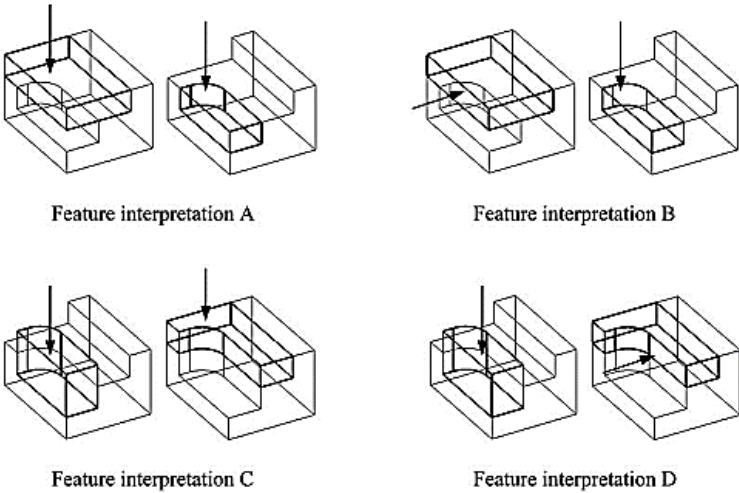 Feature interpretation A
Feature interpretation B
Feature interpretation C
Feature interpretation D